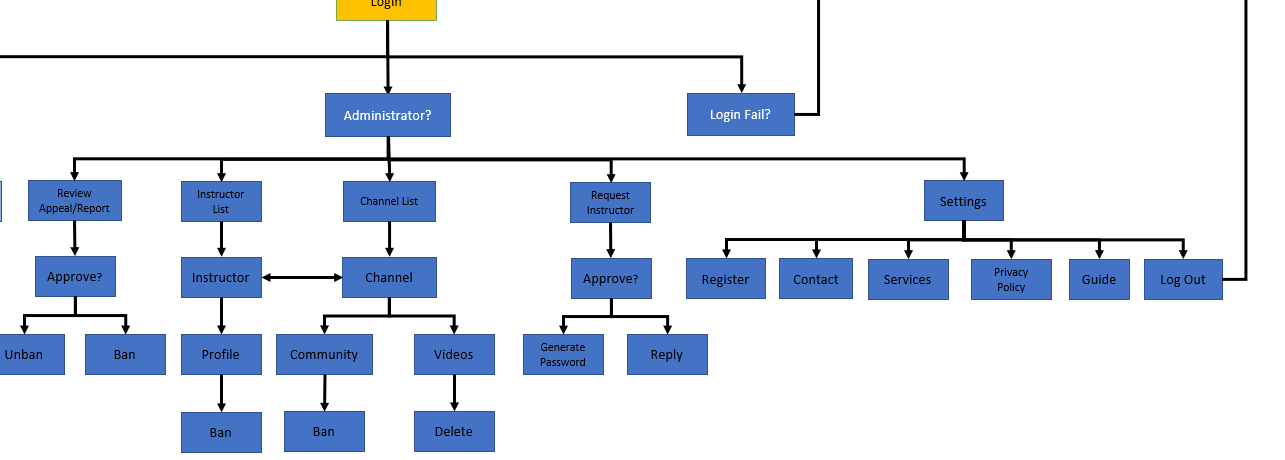 Login
Administrator?
Login Fail?
Review
Appeal/Report
Instructor
List
Channel List
Request
Instructor
Settings
Approve?
Instructor
Channel
Approve?
Register
Contact
Services
Privacy
Policy
Guide
Log Out
Unban
Ban
Profile
Community
Videos
Generate
Password
Reply
Ban
Ban
Delete